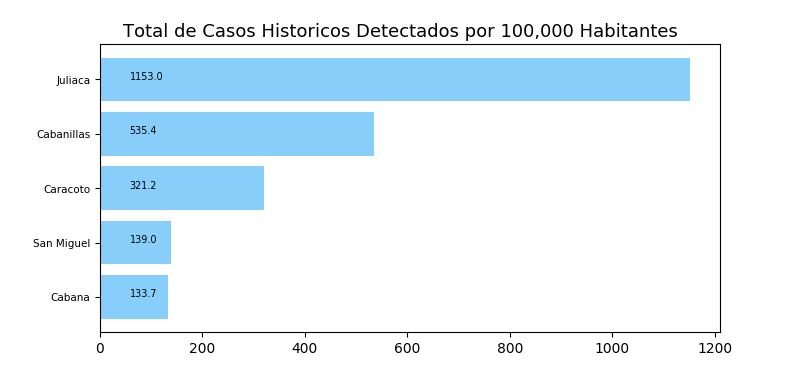 Total de Casos Historicos Detectados por 100,000 Habitantes
Juliaca 1153.0
Cabanillas 535.4
Caracoto 321.2
San Miguel 139.0
Cabana 133.7
0 200 400 600 800 1000 1200